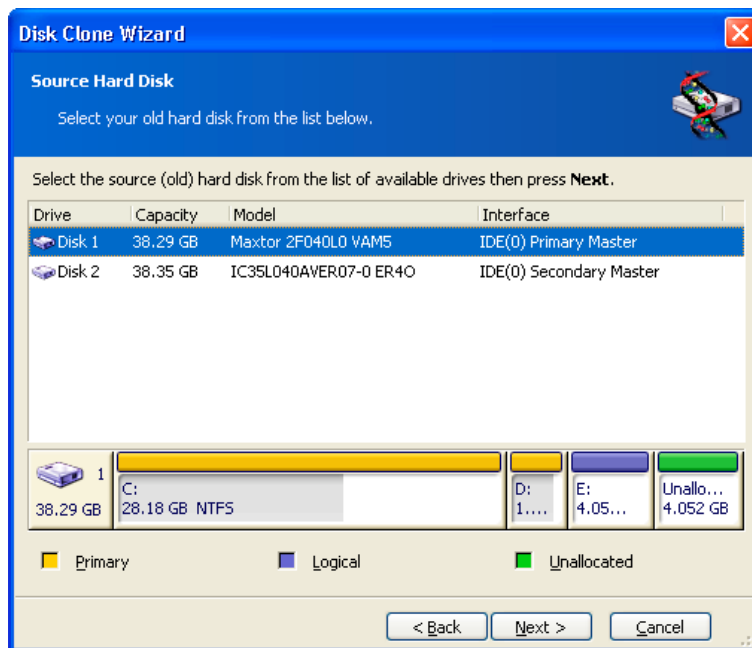 Disk Clone Wizard
Source Hard Disk
Select your old hard disk from the list below.
Select the source (old) hard disk from the list of available drives then press Next.
Drive Capacity Model Interface
Disk 1 38.29 GB Maxtor 2F040L0 VAM5 IDE(0) Primary Master
Disk 2 38.35 GB IC35L040AVER07-0 ER4O IDE(0) Secondary Master
1
C: D: E: Unallo...
38.29 GB 28.18 GB NTFS 1.... 4.05... 4.052 GB
Primary Logical Unallocated
< Back Next > Cancel